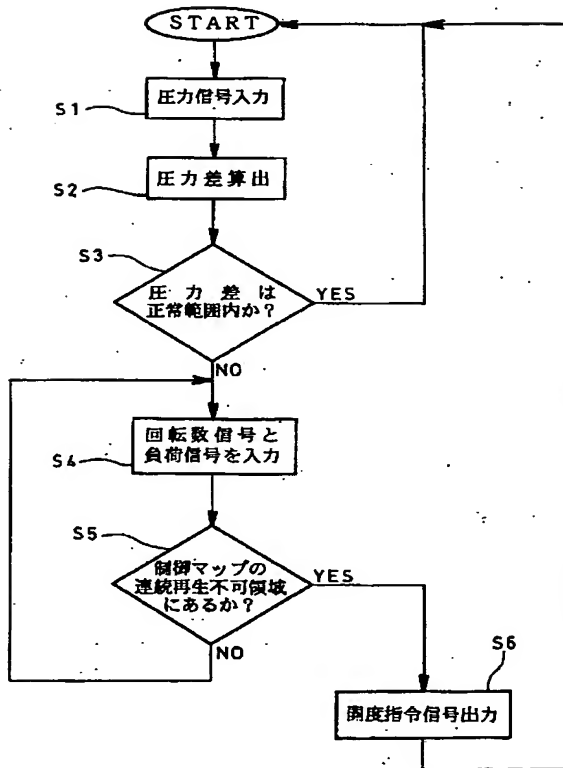 START
S1
圧力信号入力
S2
圧力差算出
S3
圧力差は
正常範囲内か?
YES
NO
S4
回転数信号と
負荷信号を入力
S5
制御マップの
連続再生不可領域
にあるか?
YES
NO
S6
開度指令信号出力